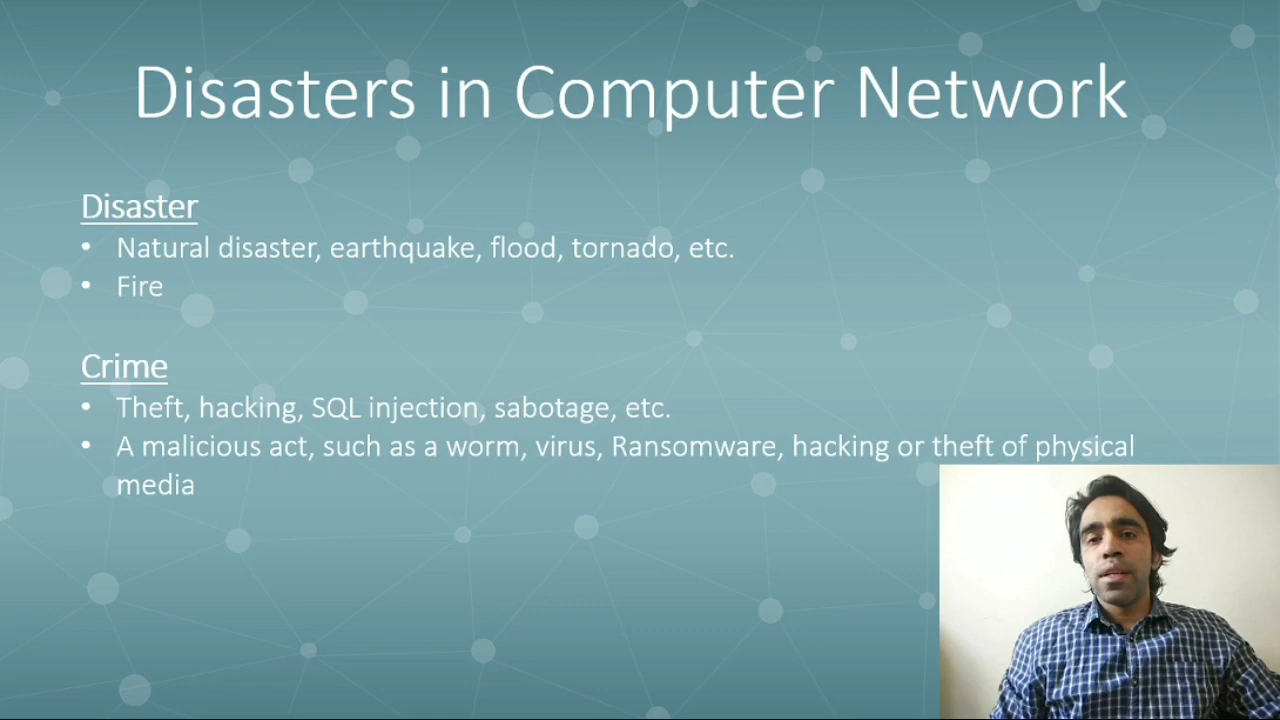 Disasters in Computer Network
Disaster
• Natural disaster, earthquake, flood, tornado, etc.
• Fire
Crime
• Theft, hacking, SQL injection, sabotage, etc.
• A malicious act, such as a worm, virus, Ransomware, hacking or theft of physical
media